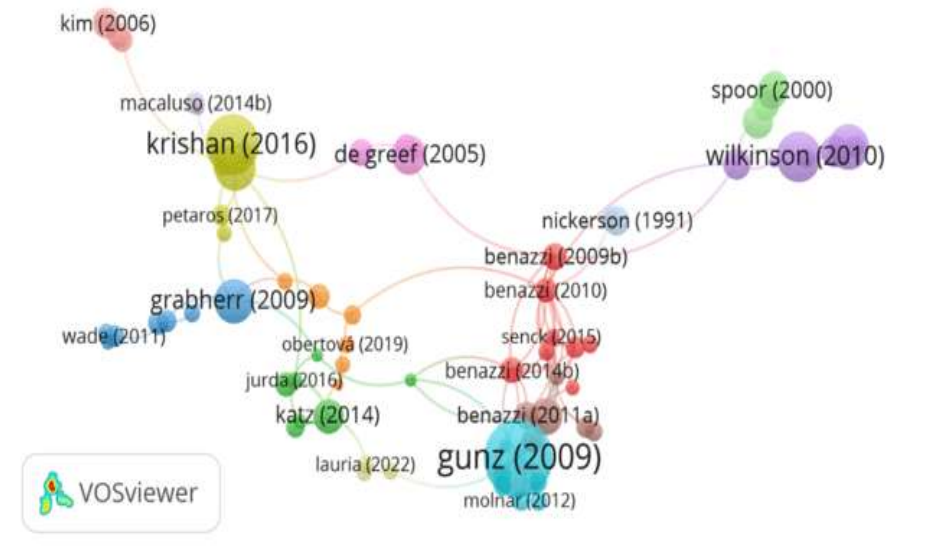 kim (2006)
spoor (2000)
macaluso (2014b)
krishan (2016)
de greef (2005)
wilkinson (2010)
petaros (2017)
nickerson (1991)
benazzi (2009b)
benazzi (2010)
grabherr (2009)
wade (2011)
senck (2015)
obertová (2019)
benazzi (2014b)
jurda (2016)
katz (2014)
benazzi (2011a)
gunz (2009)
lauria (2022)
molnar (2012)
VOSviewer